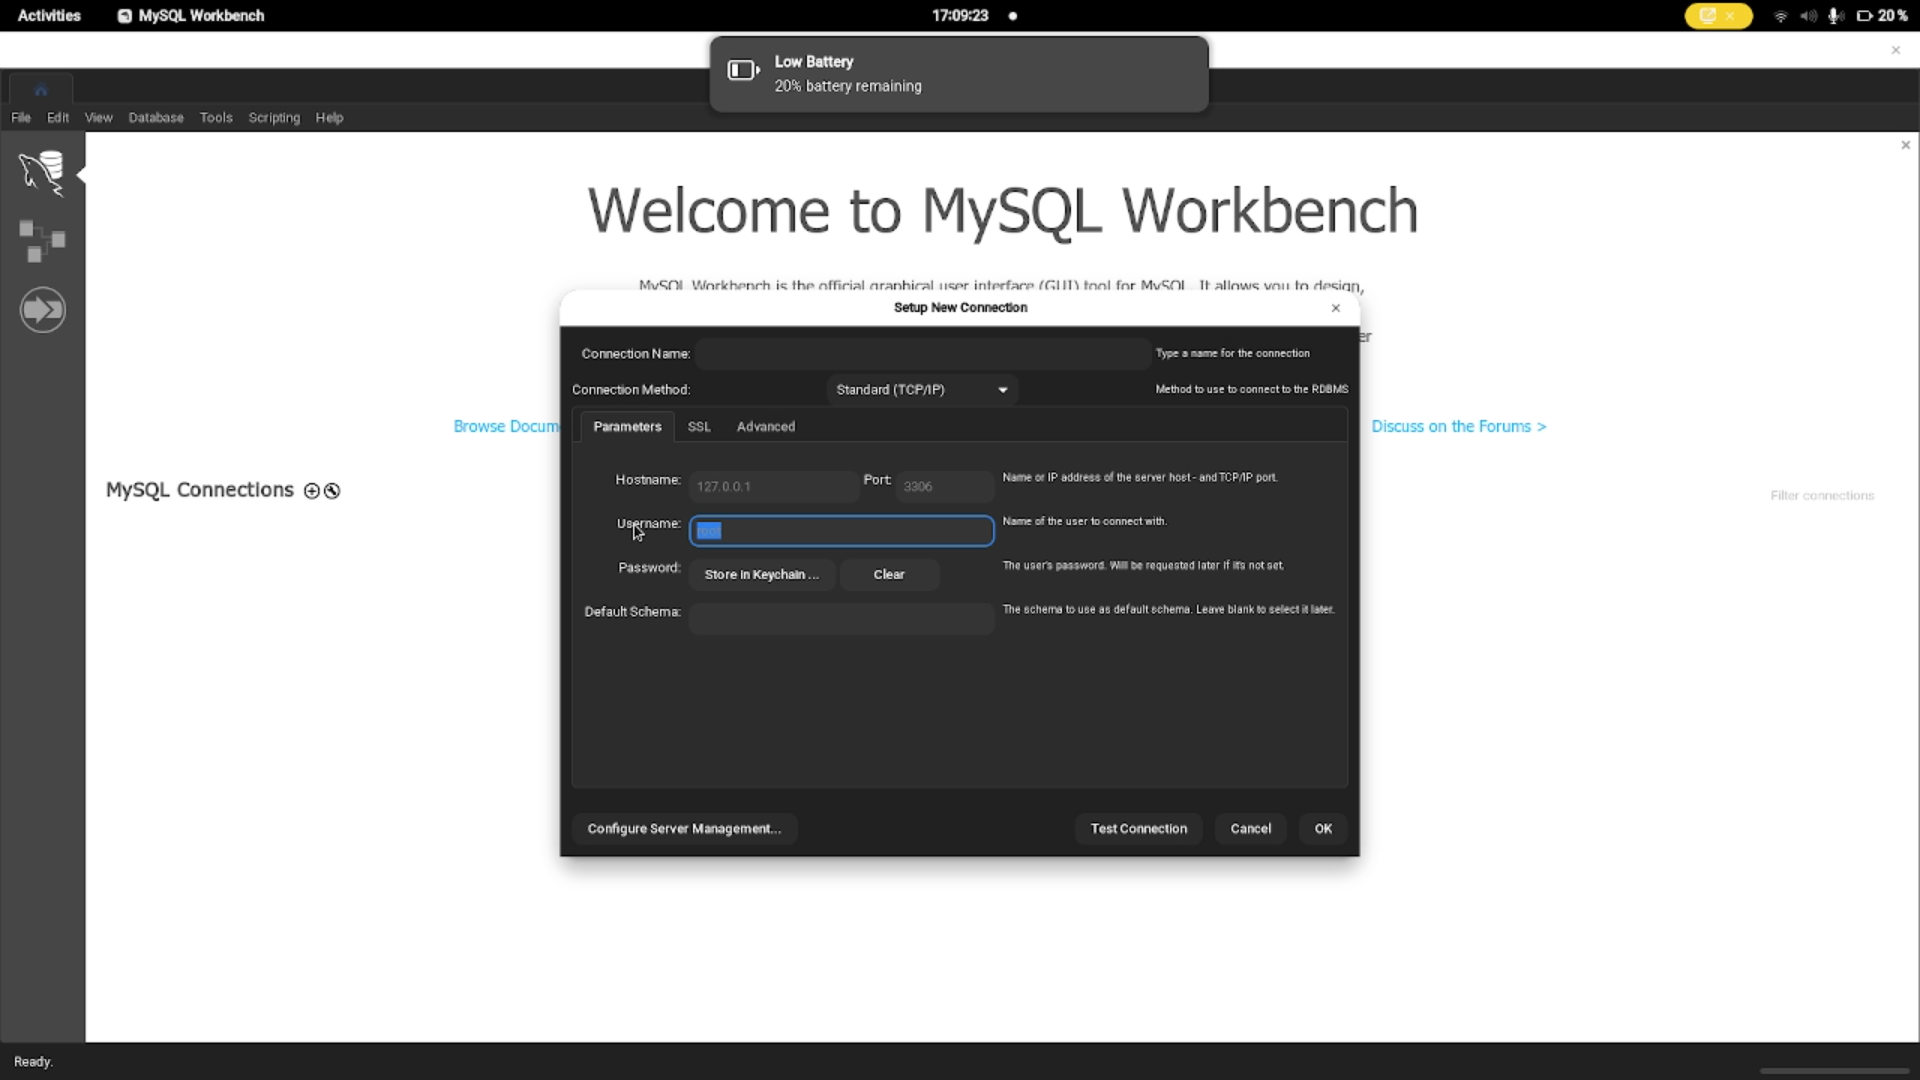 Activities MySQL Workbench 17:09:23 20 %
Low Battery
20% battery remaining
File Edit View Database Tools Scripting Help
Welcome to MySQL Workbench
MySQL Workbench is the official graphical user interface (GUI) tool for MySQL. It allows you to design,
er
Setup New Connection
Connection Name: Type a name for the connection
Connection Method: Standard (TCP/IP) Method to use to connect to the RDBMS
Browse Docum Discuss on the Forums >
Parameters SSL Advanced
MySQL Connections Filter connections
Hostname: 127.0.0.1 Port: 3306 Name or IP address of the server host - and TCP/IP port.
Username: root Name of the user to connect with.
Password: Store in Keychain ... Clear The user's password. Will be requested later if it's not set.
Default Schema: The schema to use as default schema. Leave blank to select it later.
Configure Server Management... Test Connection Cancel OK
Ready.